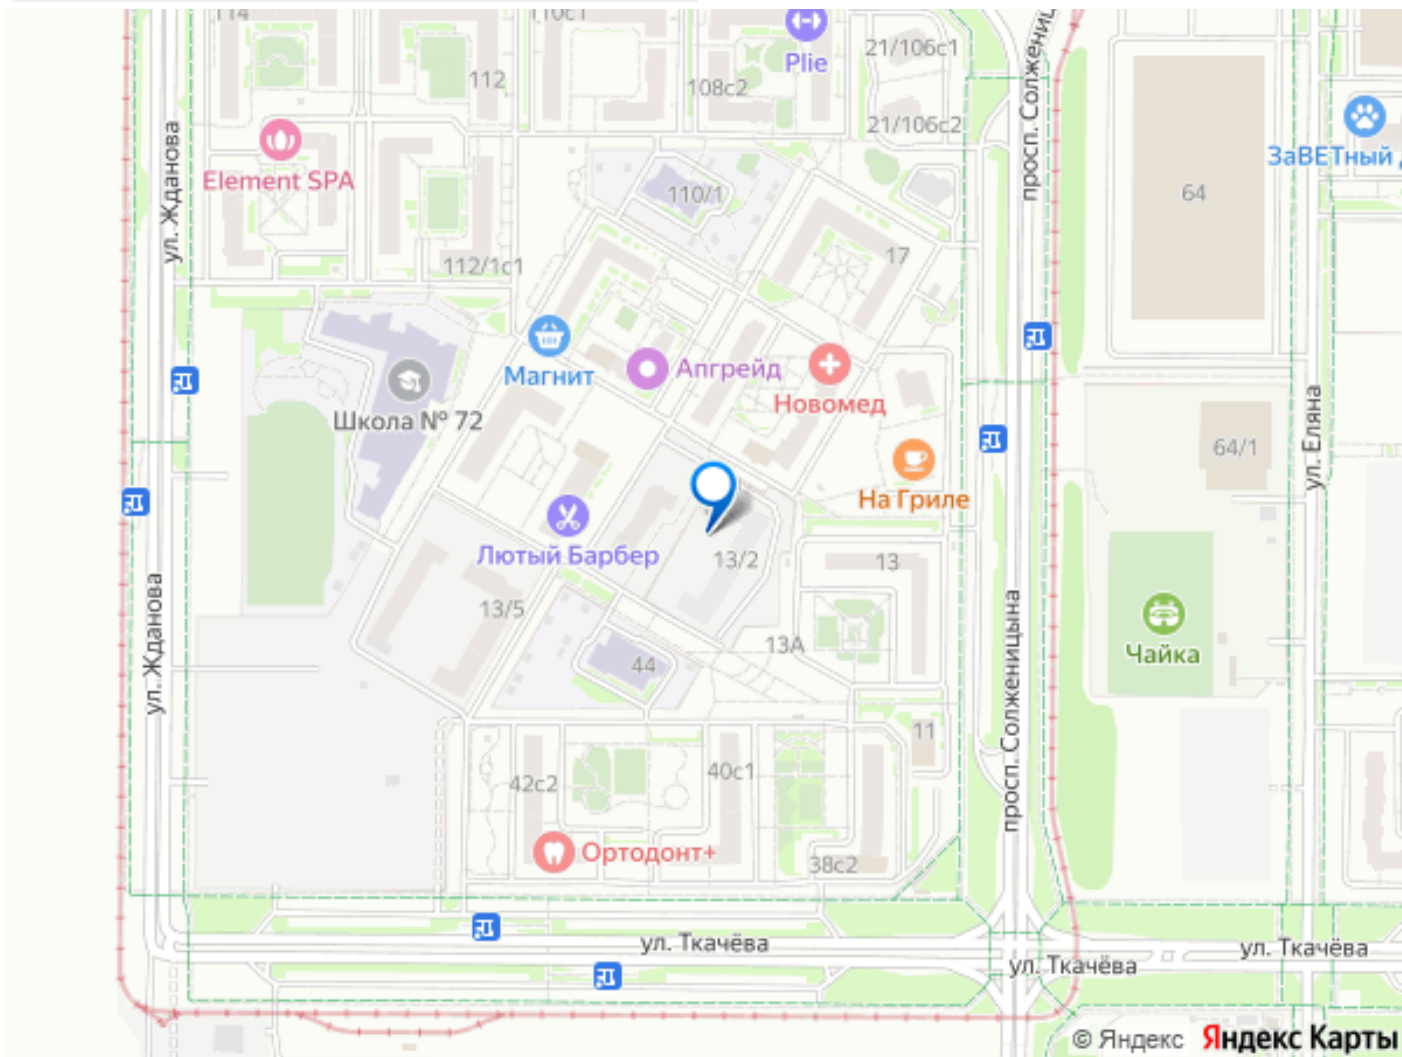 114
110с1
Plie
21/106с1
112
108с2
21/106с2
просп. Солженицы
ЗаВЕТный
ул. Жданова
Element SPA
110/1
64
112/1с1
17
Магнит
Апгрейд
Новомед
Школа № 72
64/1
ул. Еляна
На Гриле
Лютый Барбер
13/2
13
13/5
13А
44
Чайка
ул. Жданова
просп. Солженицына
11
42с2
40с1
Ортодонт+
38с2
ул. Ткачёва
ул. Ткачёва
ул. Ткачёва
© Яндекс Яндекс Карты